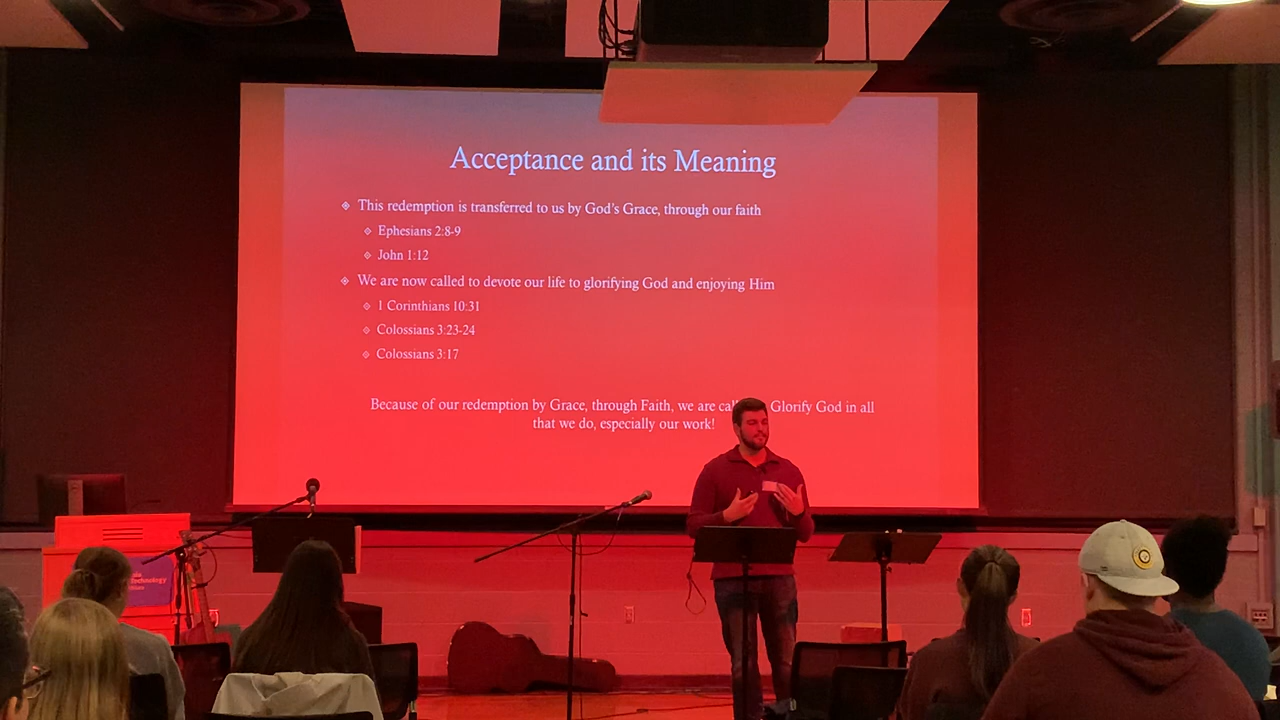 Acceptance and its Meaning
This redemption is transferred to us by God's Grace, through our faith
Ephesians 2:8-9
John 1:12
We are now called to devote our life to glorifying God and enjoying Him
1 Corinthians 10:31
Colossians 3:23-24
Colossians 3:17
Because of our redemption by Grace, through Faith, we are Glorify God in all
that we do, especially our work!
Technology